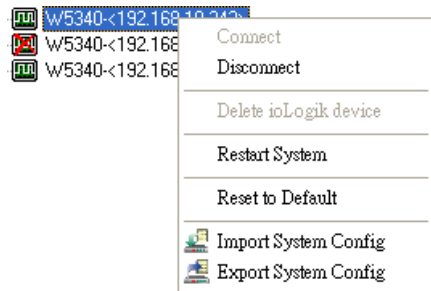 W5340-<192.168.10.243>
W5340-<192.168
W5340-<192.168
Connect
Disconnect
Delete ioLogik device
Restart System
Reset to Default
Import System Config
Export System Config